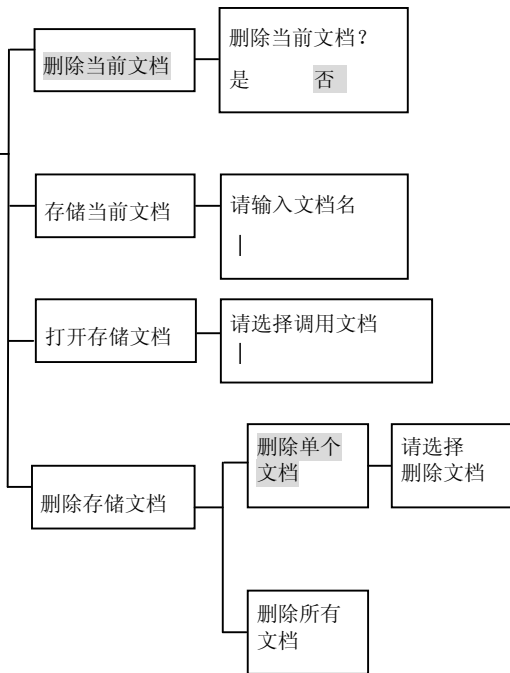 删除当前文档
删除当前文档？
是 否
存储当前文档
请输入文档名
打开存储文档
请选择调用文档
删除存储文档
删除单个
文档
请选择
删除文档
删除所有
文档